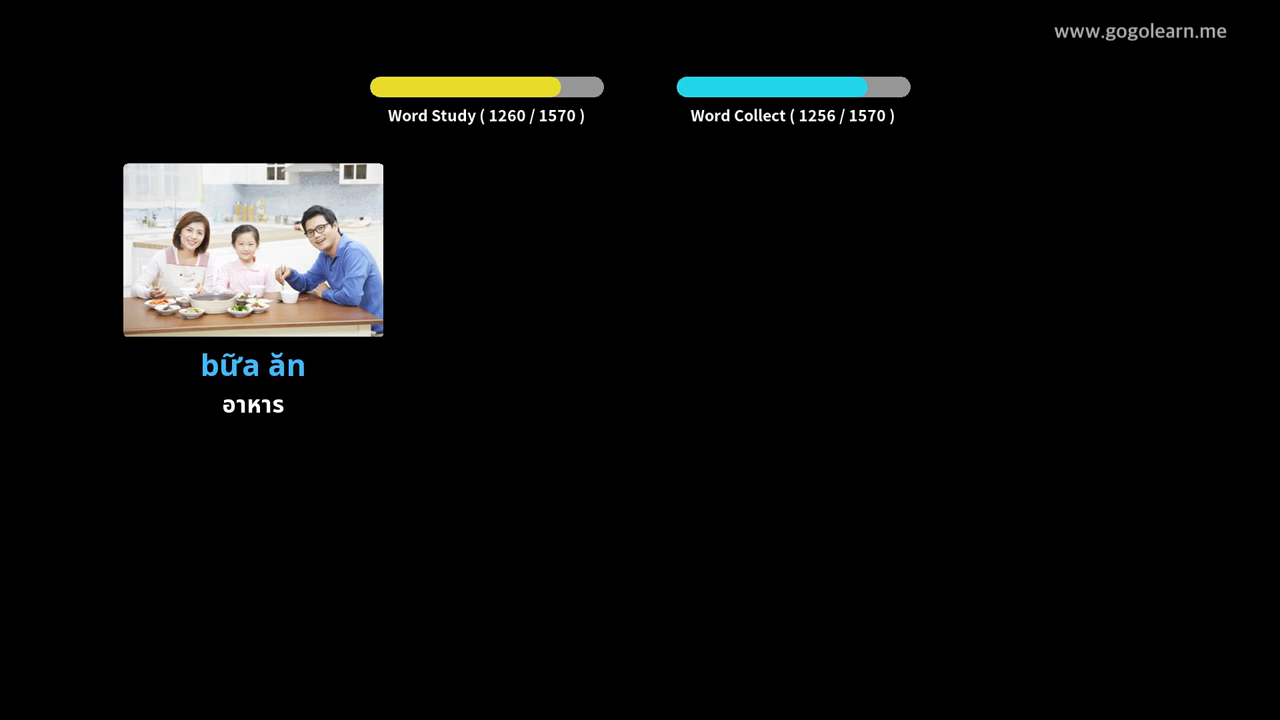 www.gogolearn.me
Word Study ( 1260 / 1570 )
Word Collect ( 1256 / 1570 )
bữa ăn
อาหาร